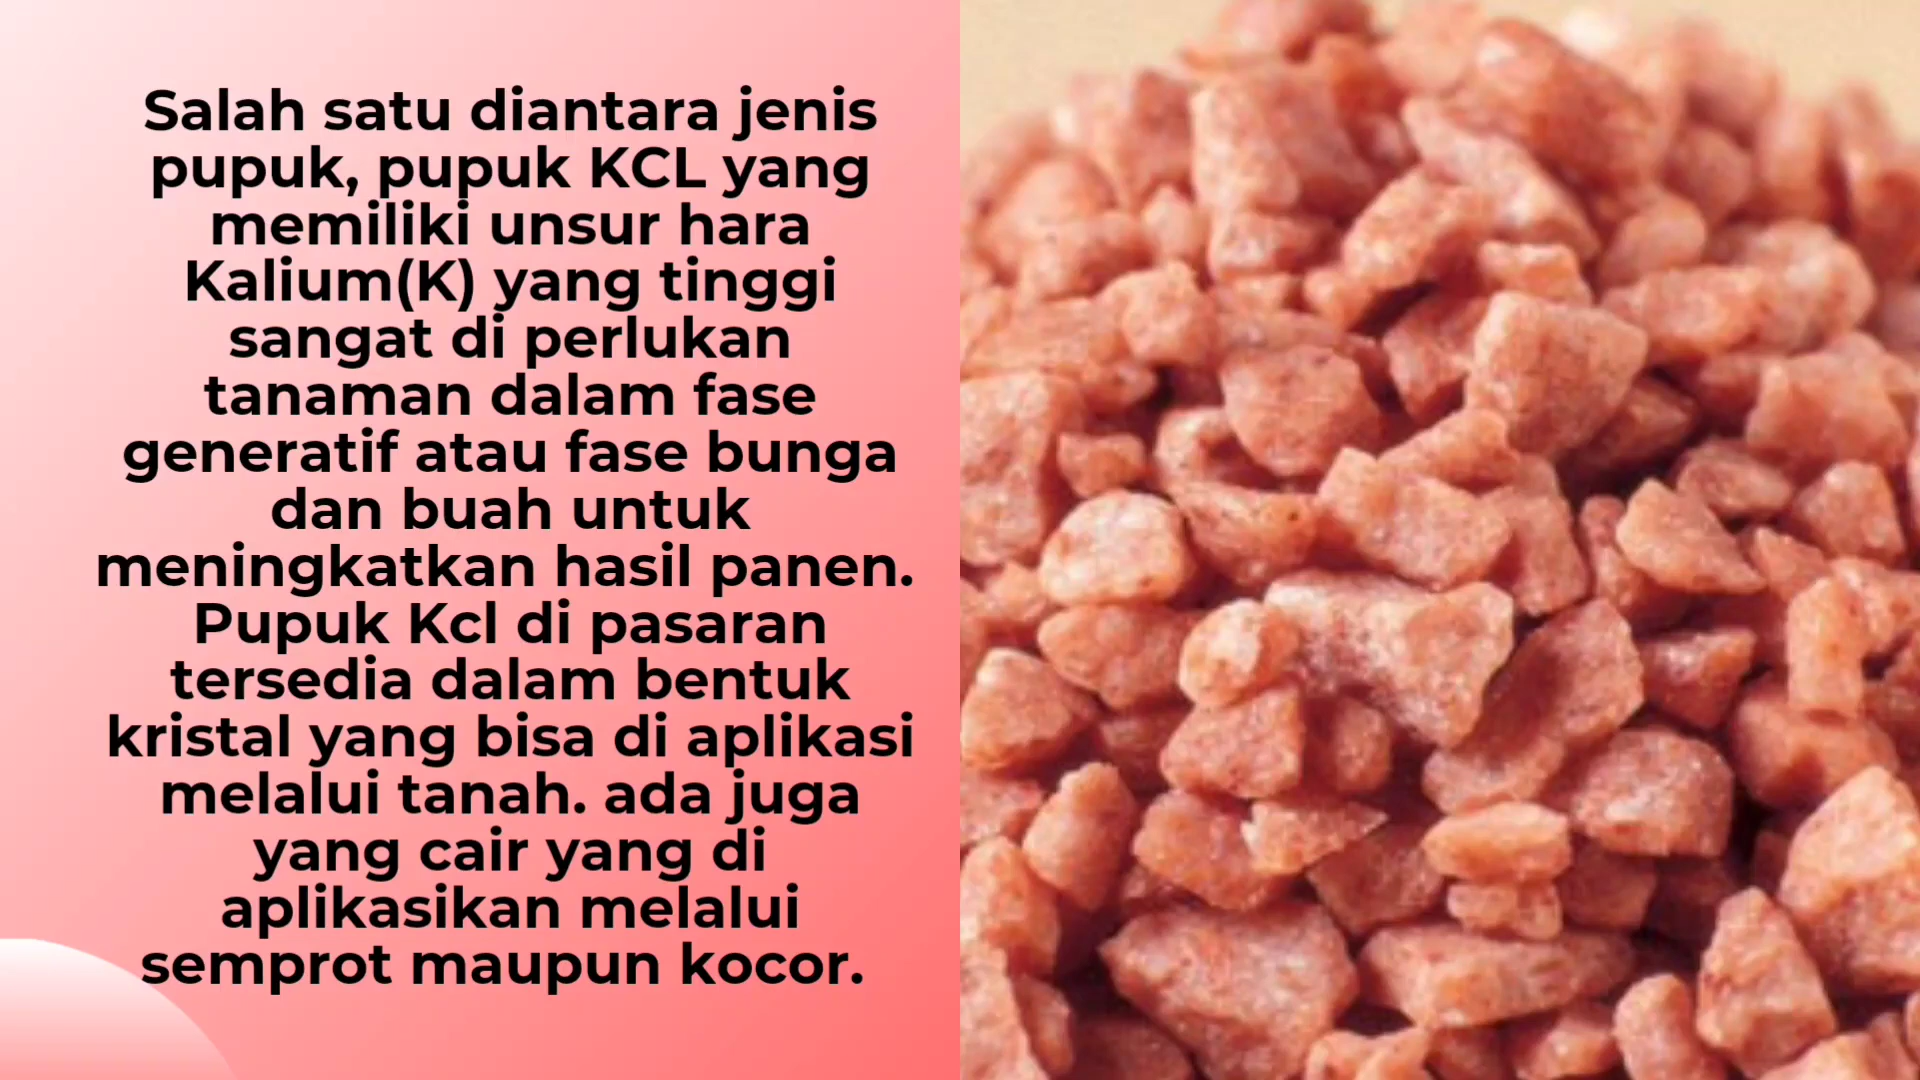 Salah satu diantara jenis
pupuk, pupuk KCL yang
memiliki unsur hara
Kalium(K) yang tinggi
sangat di perlukan
tanaman dalam fase
generatif atau fase bunga
dan buah untuk
meningkatkan hasil panen.
Pupuk Kcl di pasaran
tersedia dalam bentuk
kristal yang bisa di aplikasi
melalui tanah. ada juga
yang cair yang di
aplikasikan melalui
semprot maupun kocor.